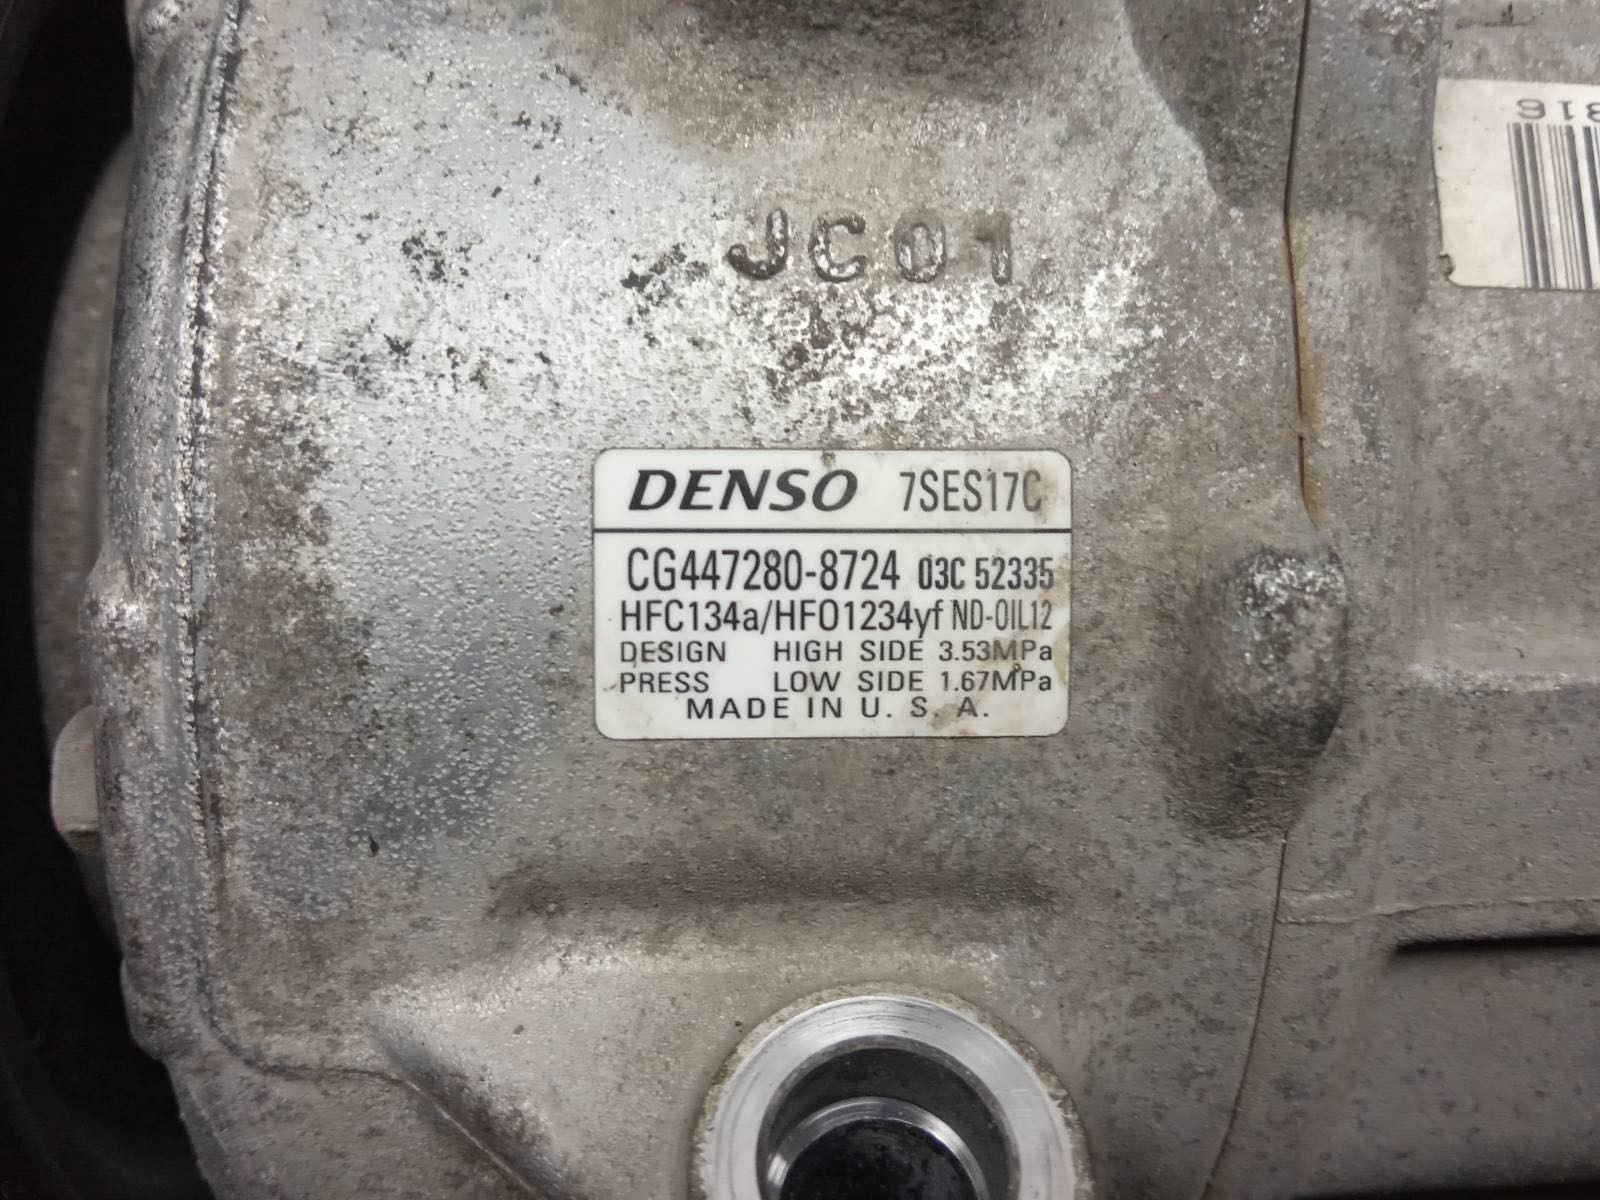 JC01
DENSO 7SES17C
CG447280-8724 03C 52335
HFC134a/HFO1234yf ND-OIL12
DESIGN HIGH SIDE 3.53MPa
PRESS LOW SIDE 1.67MPa
MADE IN U. S. A.